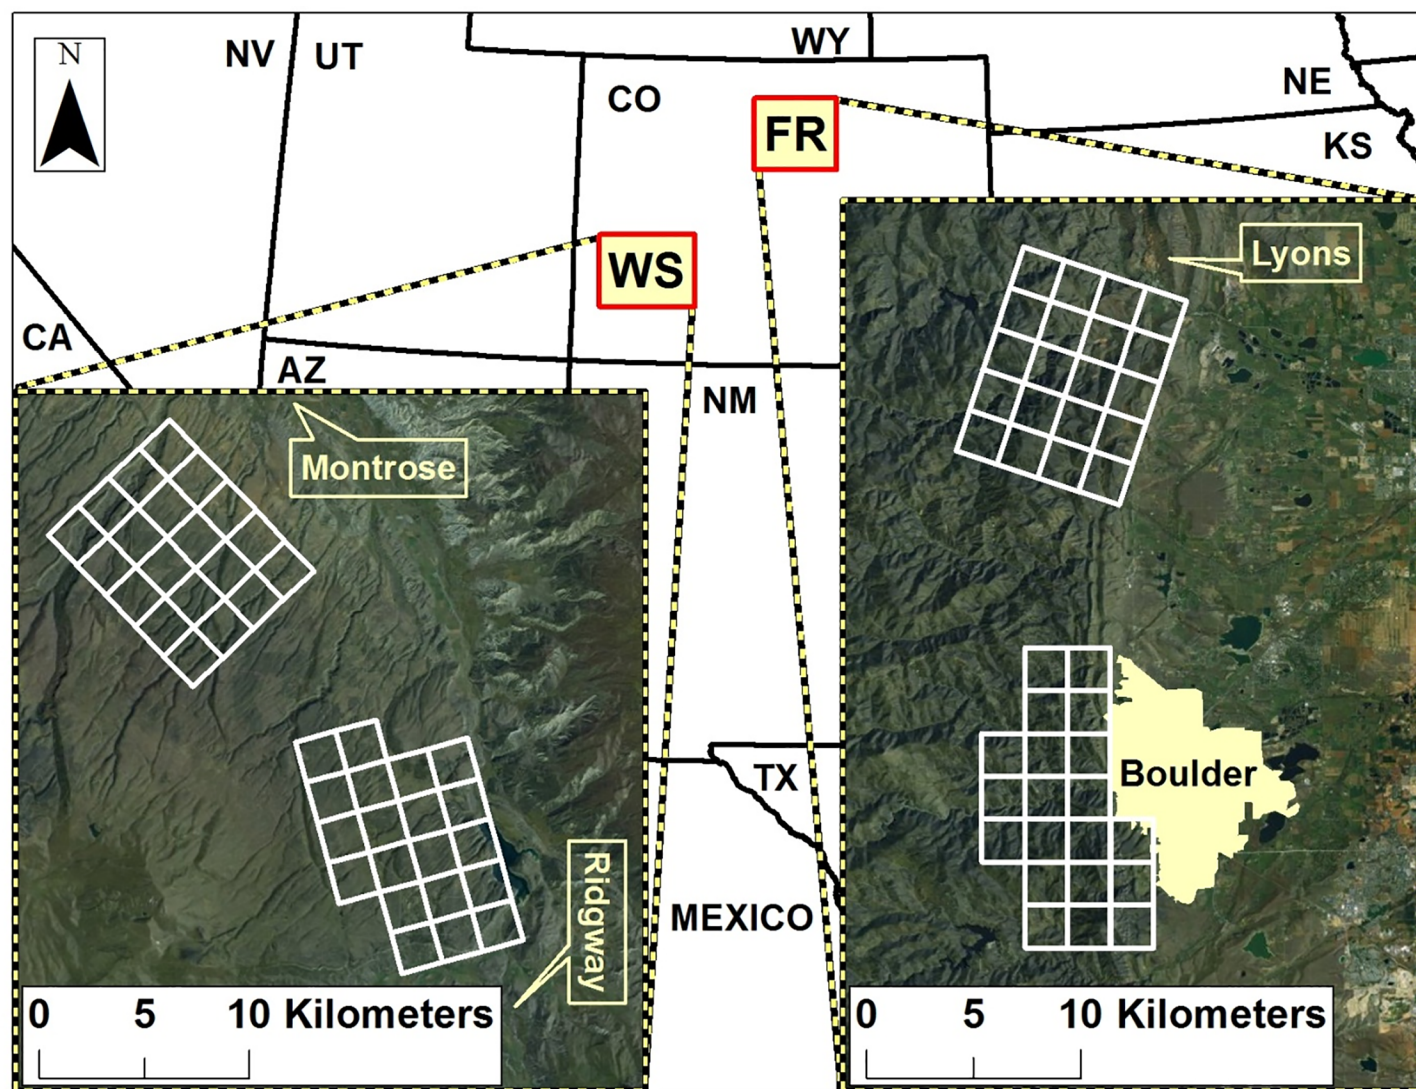 N
NV
UT
WY
CO
NE
FR
KS
WS
CA
AZ
NM
Lyons
Montrose
Boulder
TX
Ridgway
MEXICO
0 5 10 Kilometers
0 5 10 Kilometers